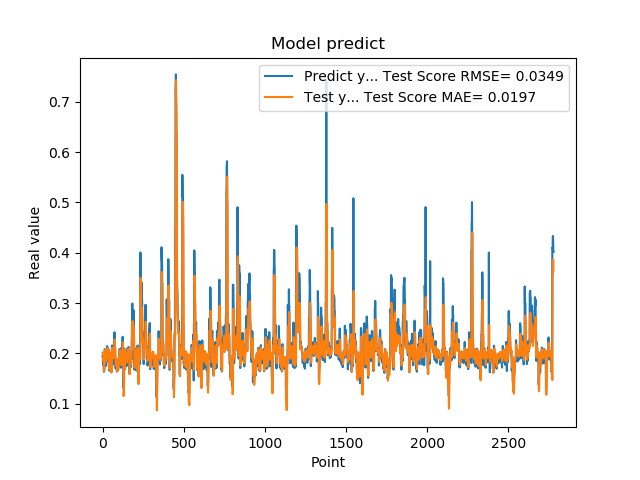 Model predict
Predict y... Test Score RMSE= 0.0349
Test y... Test Score MAE= 0.0197
Real value
0.7
0.6
0.5
0.4
0.3
0.2
0.1
0 500 1000 1500 2000 2500
Point